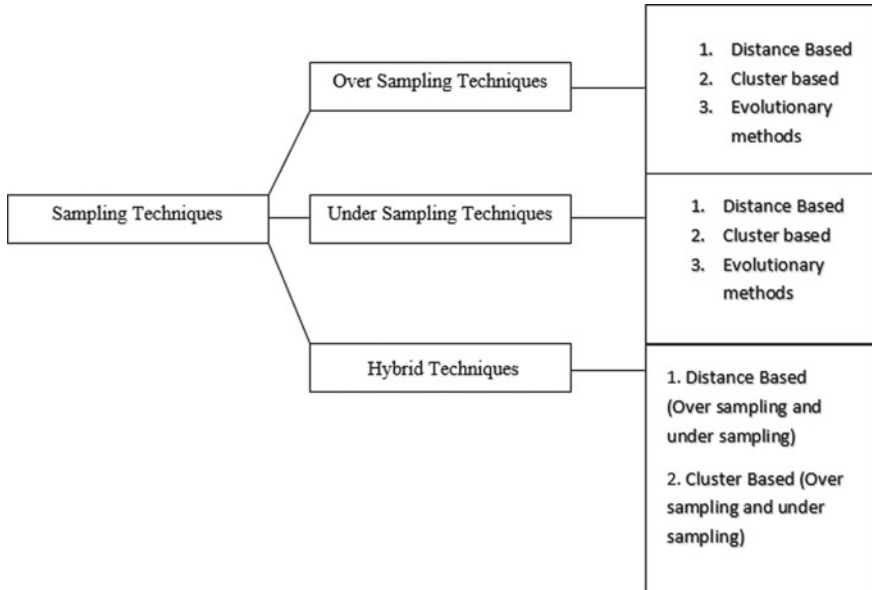 Sampling Techniques
Over Sampling Techniques
1. Distance Based
2. Cluster based
3. Evolutionary
methods
Under Sampling Techniques
1. Distance Based
2. Cluster based
3. Evolutionary
methods
Hybrid Techniques
1. Distance Based
(Over sampling and
under sampling)
2. Cluster Based (Over
sampling and under
sampling)